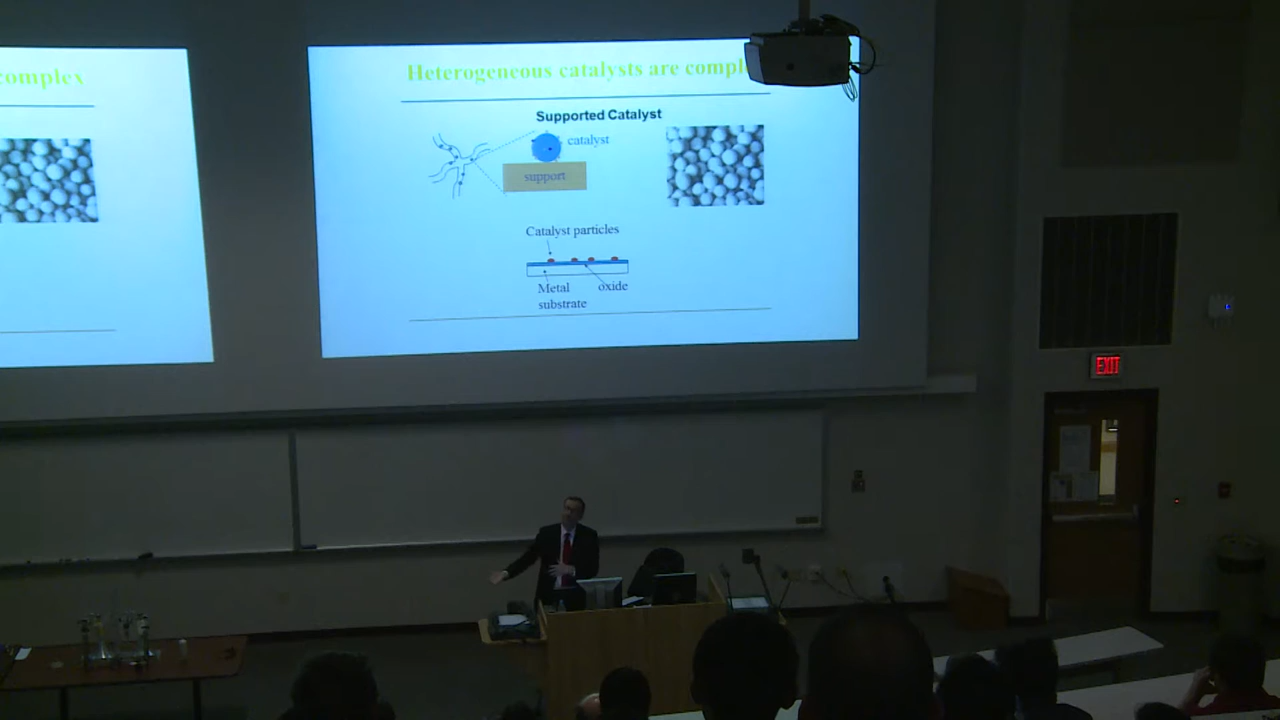 complex
Heterogeneous catalysts are compl
Supported Catalyst
catalyst
support
Catalyst particles
Metal
substrate
oxide
EXIT